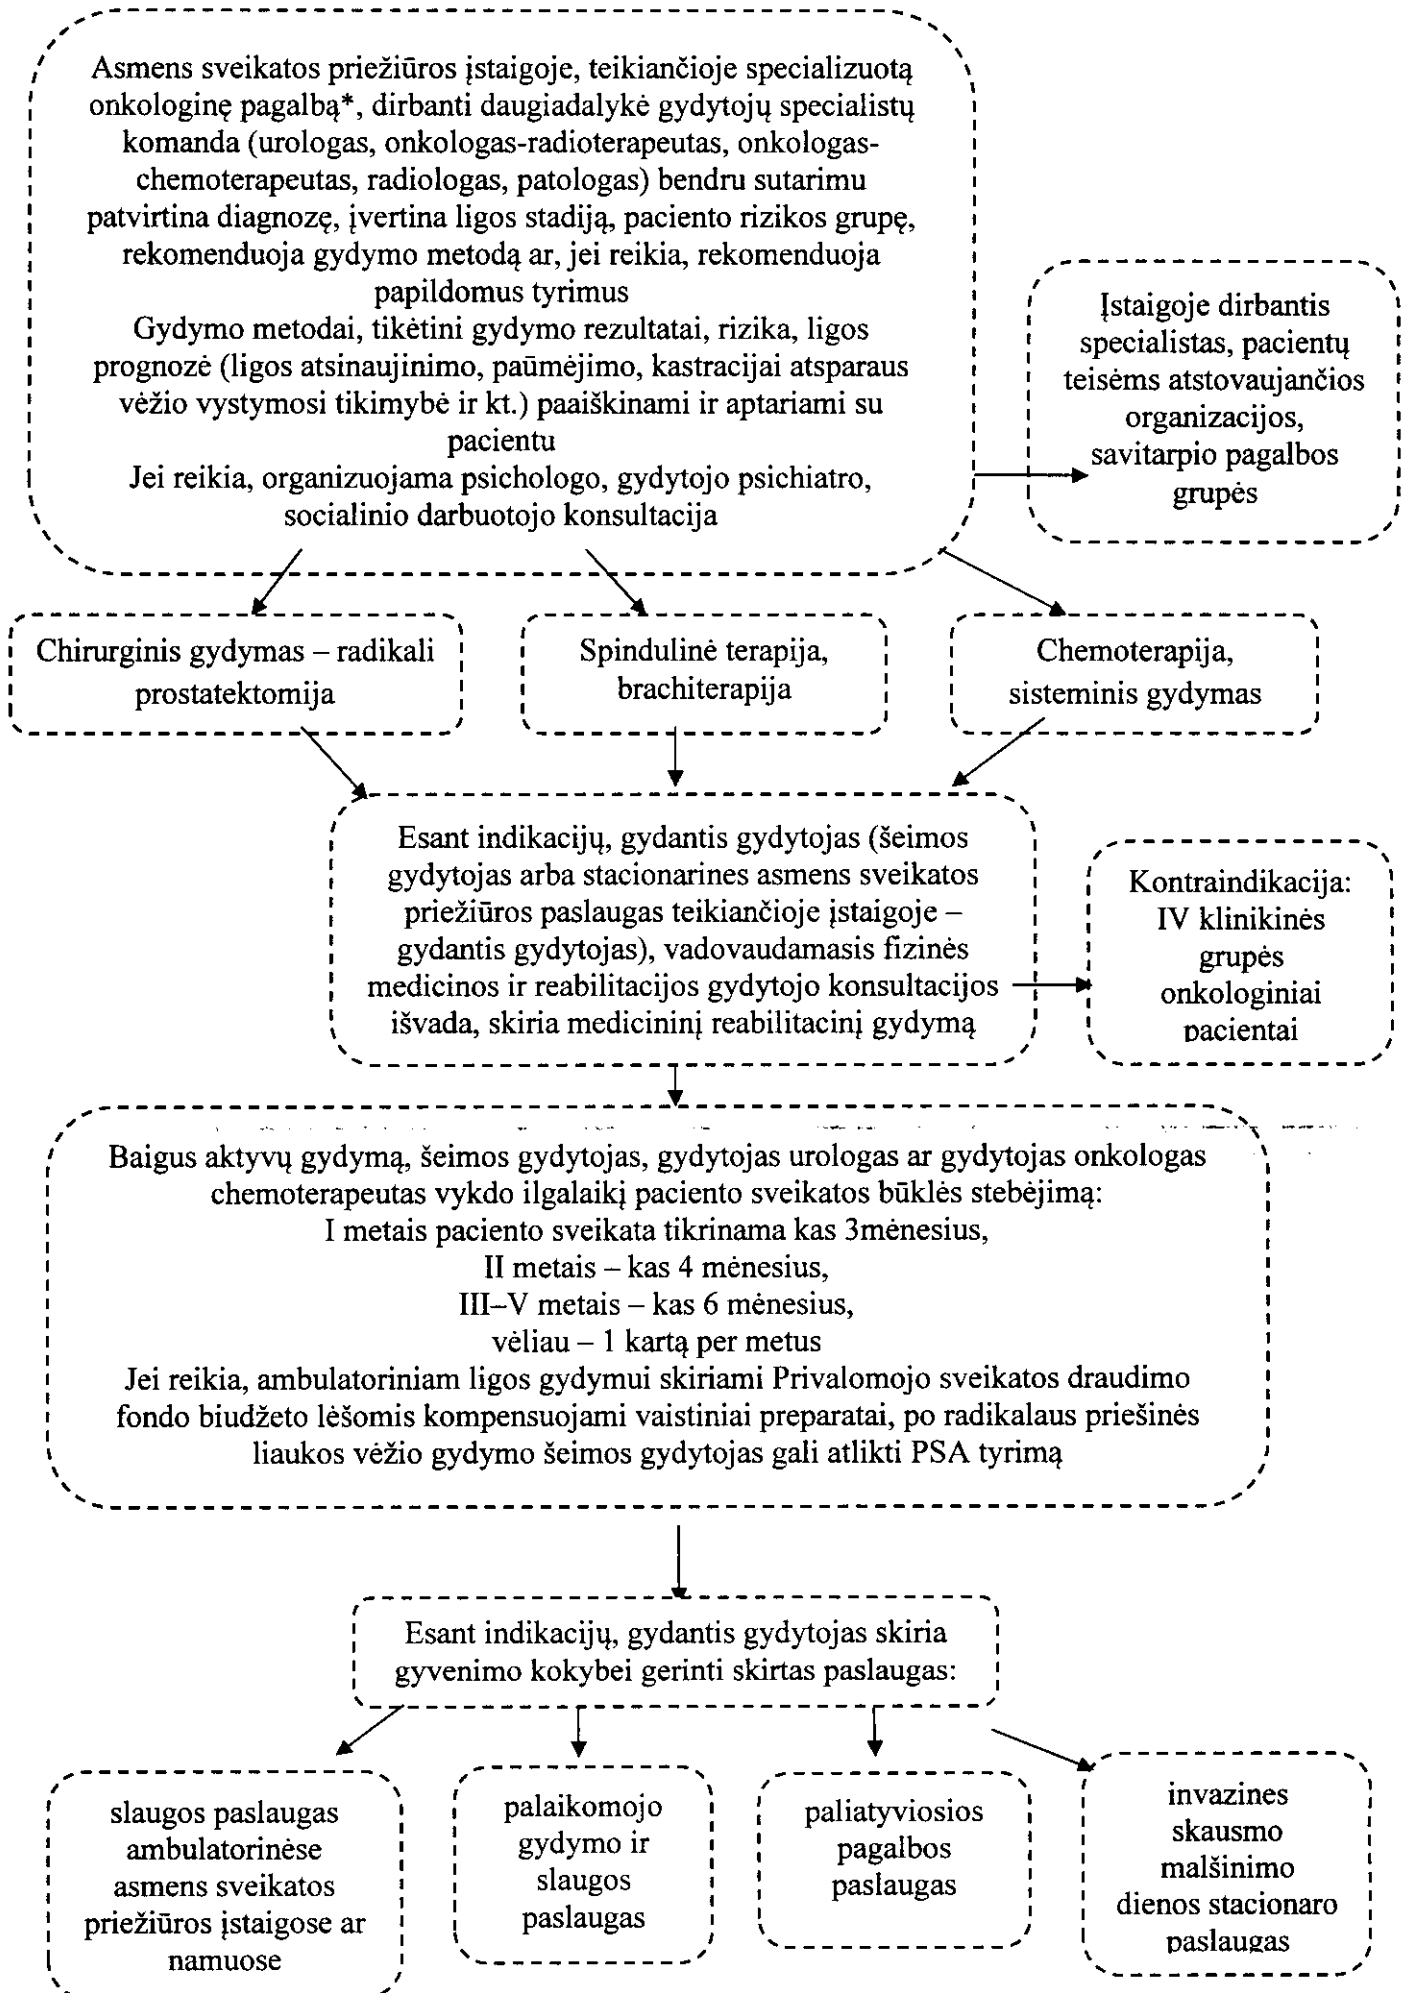 Asmens sveikatos priežiūros įstaigoje, teikiančioje specializuotą
onkologinę pagalbą*, dirbanti daugiadalykė gydytojų specialistų
komanda (urologas, onkologas-radioterapeutas, onkologas-
chemoterapeutas, radiologas, patologas) bendru sutarimu
patvirtina diagnozę, įvertina ligos stadiją, paciento rizikos grupę,
rekomenduoja gydymo metodą ar, jei reikia, rekomenduoja
papildomus tyrimus
Gydymo metodai, tikėtini gydymo rezultatai, rizika, ligos
prognozė (ligos atsinaujinimo, paūmėjimo, kastracijai atsparaus
vėžio vystymosi tikimybė ir kt.) paaiškinami ir aptariami su
pacientu
Jei reikia, organizuojama psichologo, gydytojo psichiatro,
socialinio darbuotojo konsultacija
Įstaigoje dirbantis
specialistas, pacientų
teisėms atstovaujančios
organizacijos,
savitarpio pagalbos
grupės
Chirurginis gydymas – radikali
prostatektomija
Spindulinė terapija,
brachiterapija
Chemoterapija,
sisteminis gydymas
Esant indikacijų, gydantis gydytojas (šeimos
gydytojas arba stacionarines asmens sveikatos
priežiūros paslaugas teikiančioje įstaigoje –
gydantis gydytojas), vadovaudamasis fizinės
medicinos ir reabilitacijos gydytojo konsultacijos
išvada, skiria medicininį reabilitacinį gydymą
Kontraindikacija:
IV klinikinės
grupės
onkologiniai
pacientai
Baigus aktyvų gydymą, šeimos gydytojas, gydytojas urologas ar gydytojas onkologas
chemoterapeutas vykdo ilgalaikį paciento sveikatos būklės stebėjimą:
I metais paciento sveikata tikrinama kas 3mėnesius,
II metais – kas 4 mėnesius,
III–V metais – kas 6 mėnesius,
vėliau – 1 kartą per metus
Jei reikia, ambulatoriniam ligos gydymui skiriami Privalomojo sveikatos draudimo
fondo biudžeto lėšomis kompensuojami vaistiniai preparatai, po radikalaus priešinės
liaukos vėžio gydymo šeimos gydytojas gali atlikti PSA tyrimą
Esant indikacijų, gydantis gydytojas skiria
gyvenimo kokybei gerinti skirtas paslaugas:
slaugos paslaugas
ambulatorinėse
asmens sveikatos
priežiūros įstaigose ar
namuose
palaikomojo
gydymo ir
slaugos
paslaugas
paliatyviosios
pagalbos
paslaugas
invazines
skausmo
malšinimo
dienos stacionaro
paslaugas